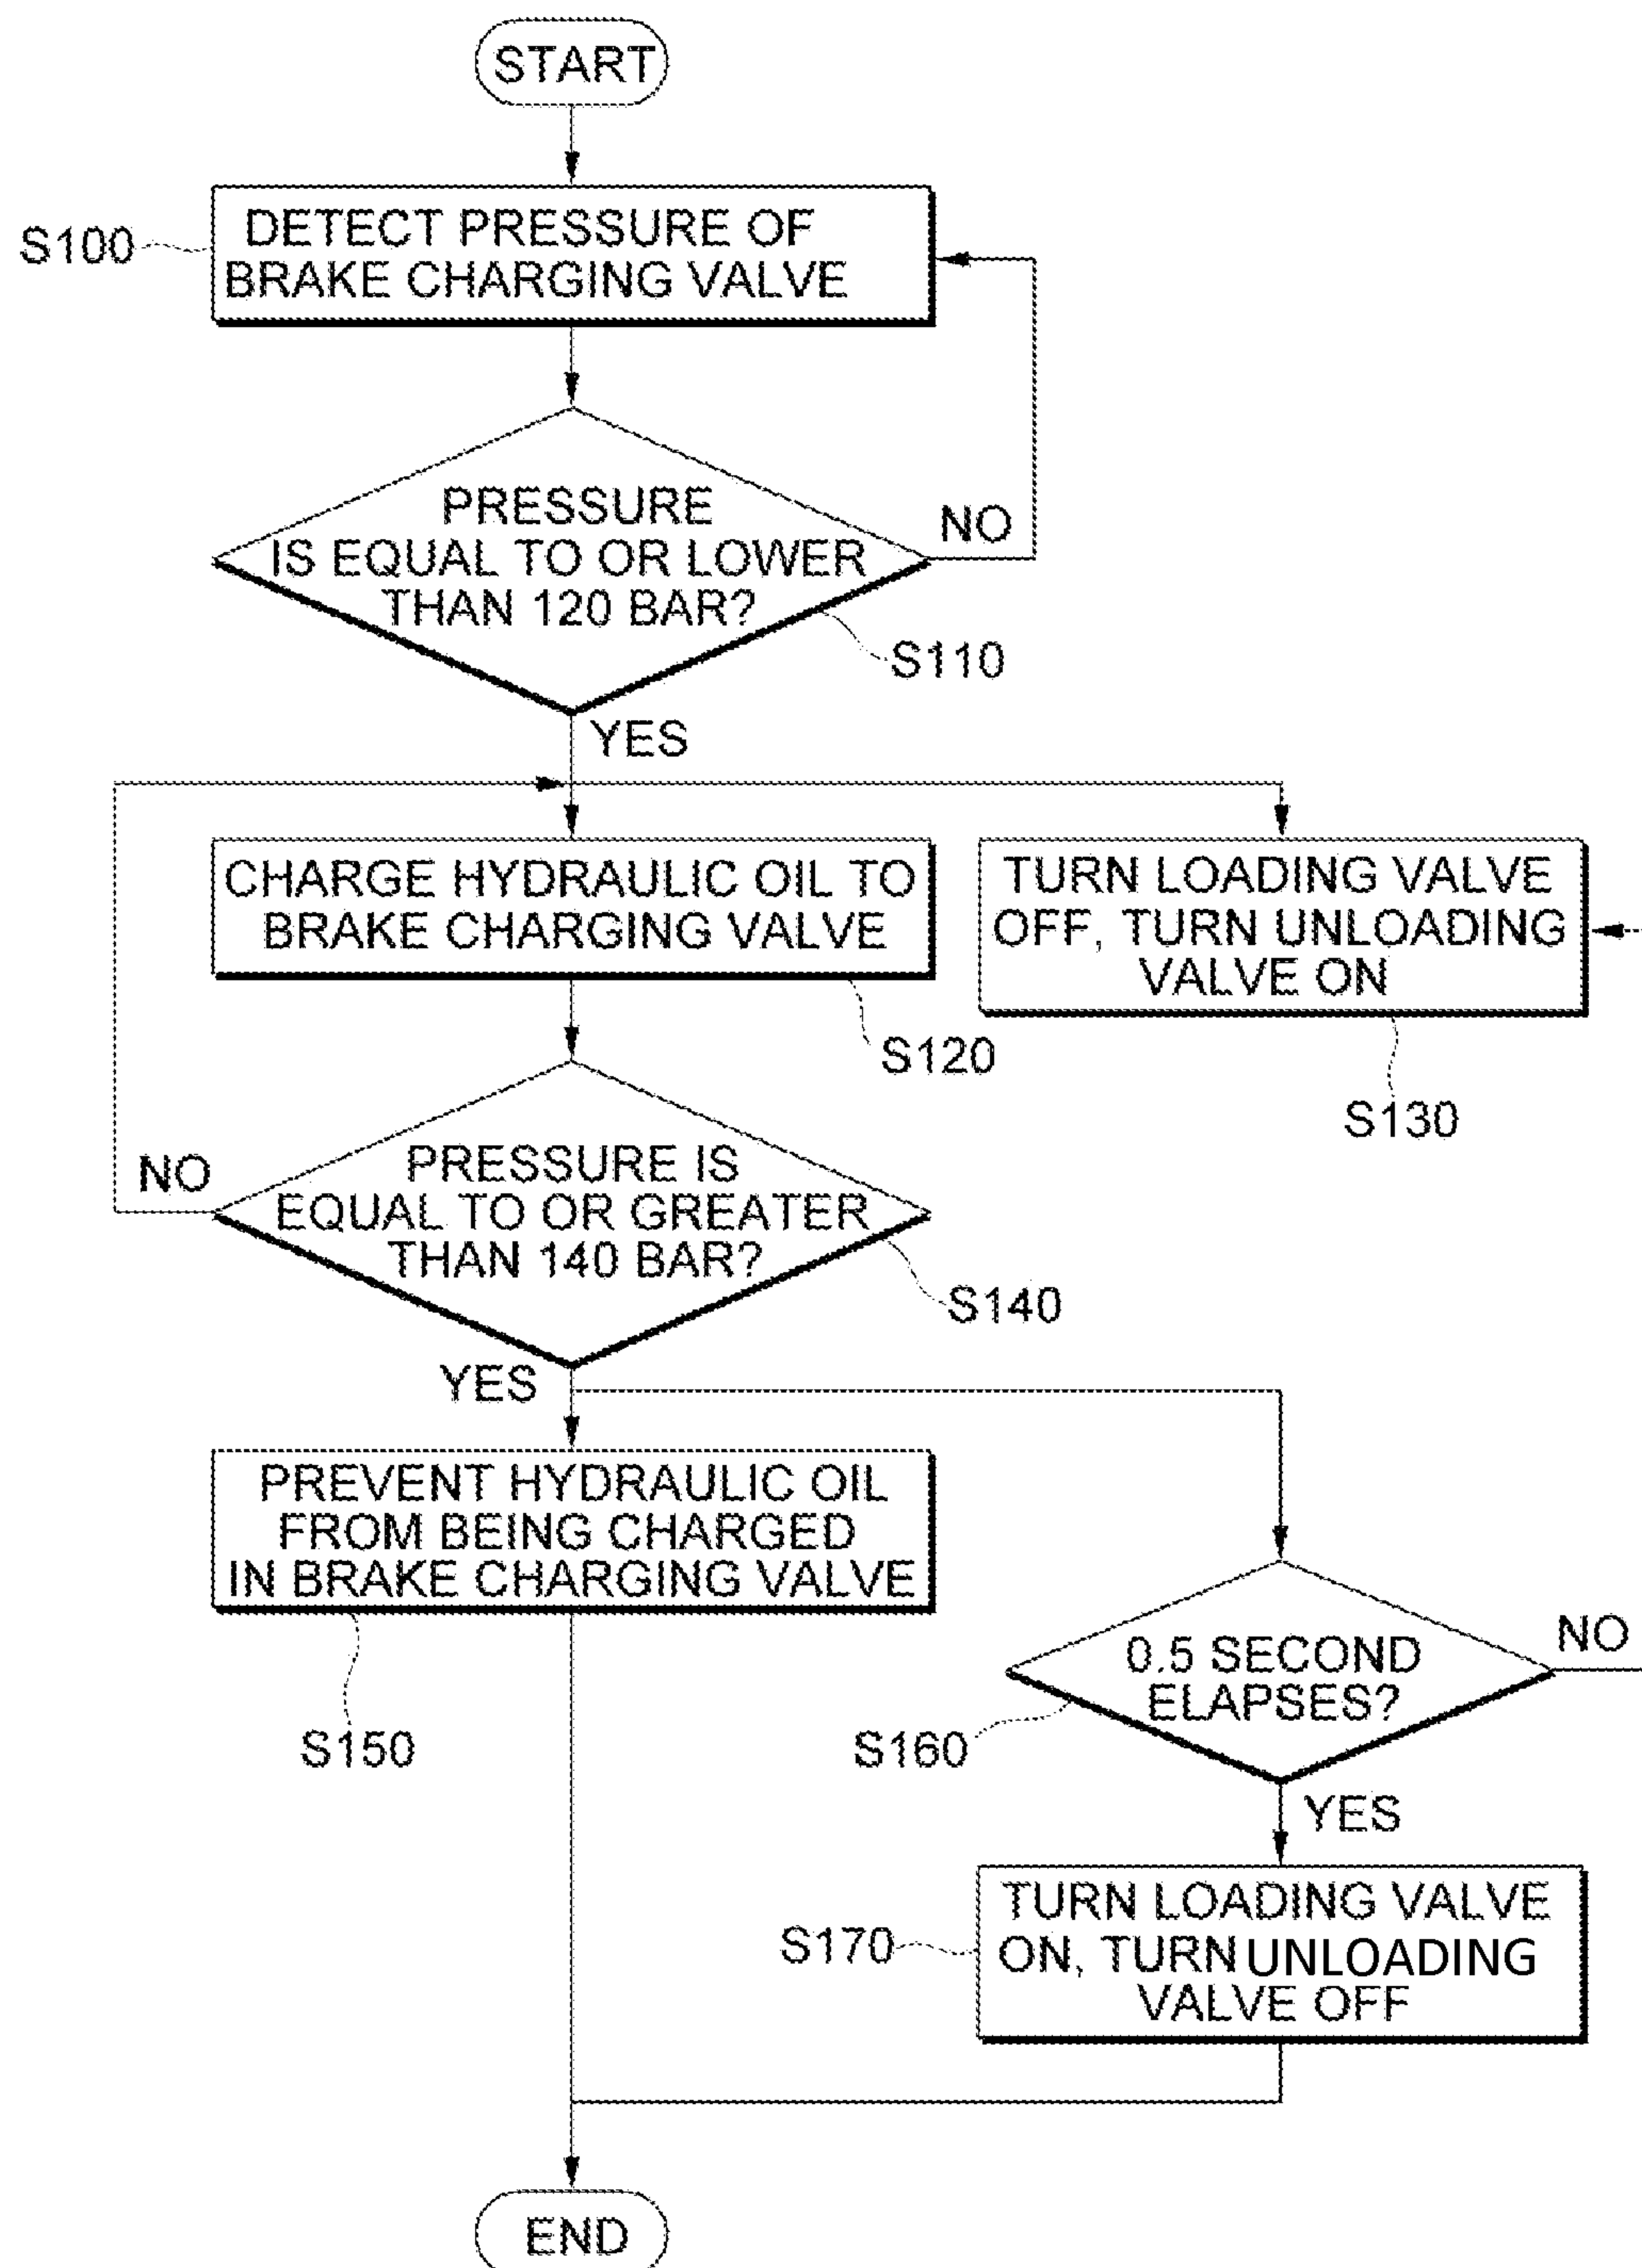 START
S100
DETECT PRESSURE OF
BRAKE CHARGING VALVE
PRESSURE
IS EQUAL TO OR LOWER
THAN 120 BAR?
NO
S110
YES
CHARGE HYDRAULIC OIL TO
BRAKE CHARGING VALVE
S120
TURN LOADING VALVE
OFF, TURN UNLOADING
VALVE ON
S130
NO
PRESSURE IS
EQUAL TO OR GREATER
THAN 140 BAR?
S140
YES
PREVENT HYDRAULIC OIL
FROM BEING CHARGED
IN BRAKE CHARGING VALVE
S150
0.5 SECOND
ELAPSES?
NO
S160
YES
S170
TURN LOADING VALVE
ON, TURN UNLOADING
VALVE OFF
END